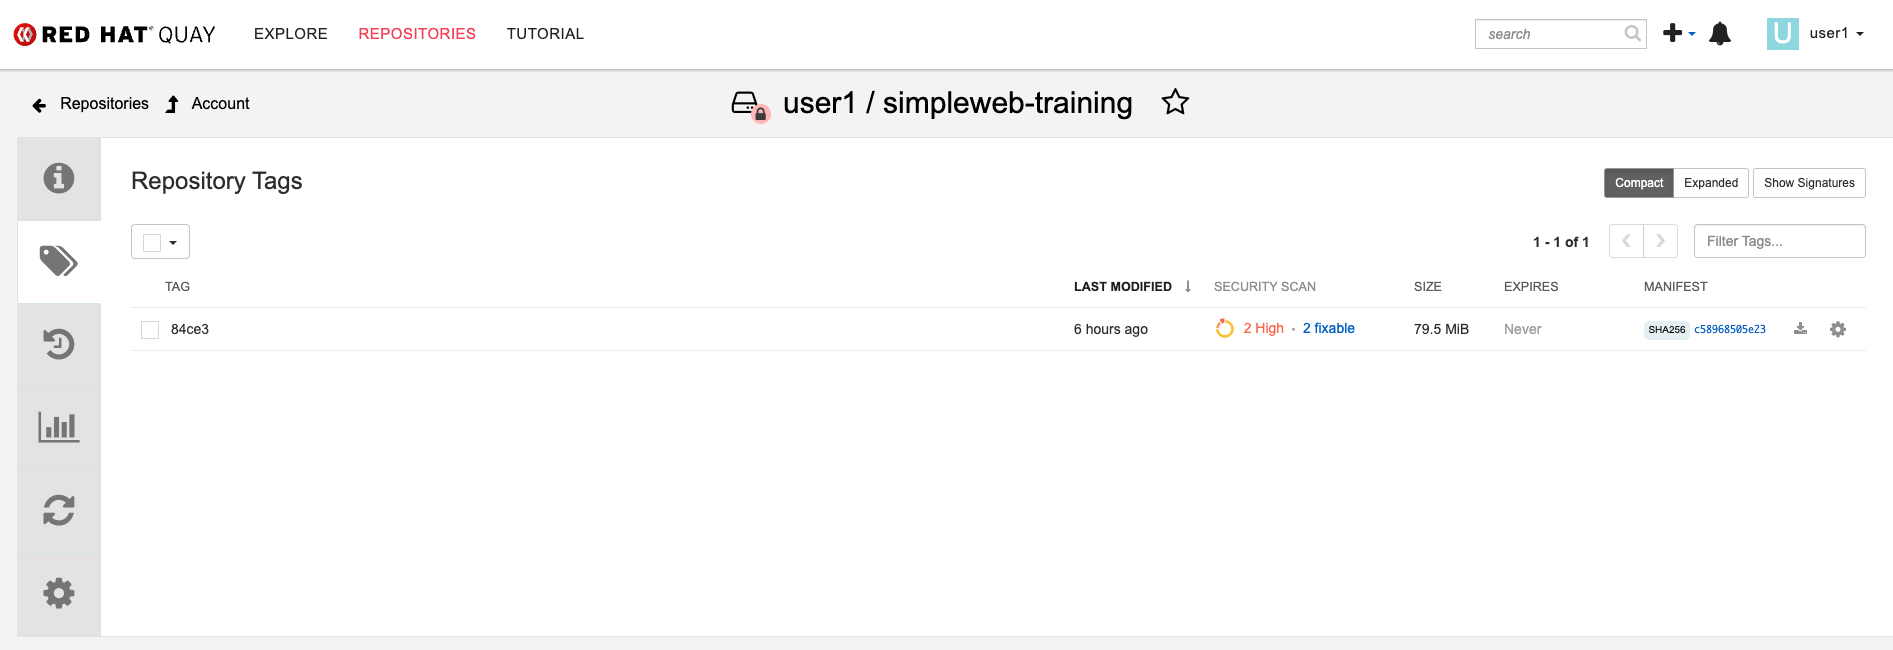 RED HAT QUAY EXPLORE REPOSITORIES TUTORIAL search U user1
Repositories Account user1 / simpleweb-training
Repository Tags Compact Expanded Show Signatures
1 - 1 of 1 Filter Tags...
TAG LAST MODIFIED ↓ SECURITY SCAN SIZE EXPIRES MANIFEST
84ce3 6 hours ago 2 High · 2 fixable 79.5 MiB Never SHA256 c58968505e23